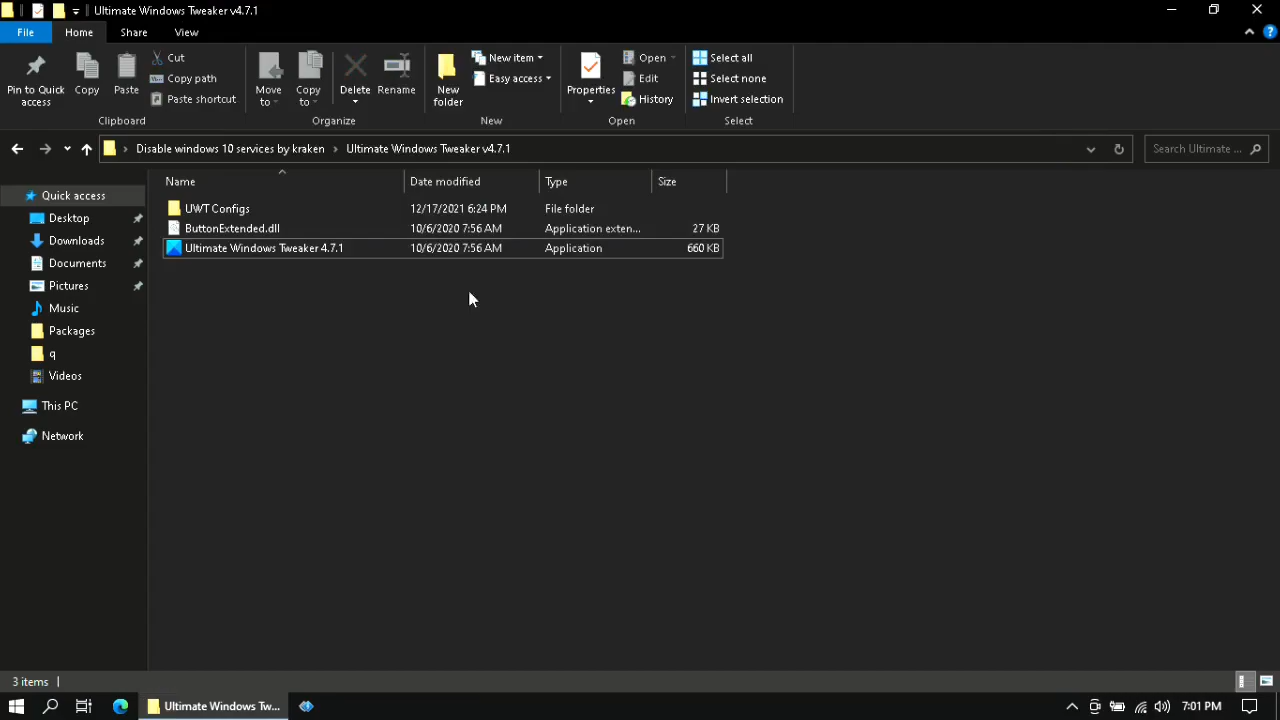 Ultimate Windows Tweaker v4.7.1
File Home Share View
Pin to Quick access
Copy
Paste
Cut
Copy path
Paste shortcut
Clipboard
Move to
Copy to
Delete
Rename
Organize
New folder
New item
Easy access
New
Properties
Open
Edit
History
Open
Select all
Select none
Invert selection
Select
Disable windows 10 services by kraken Ultimate Windows Tweaker v4.7.1
Search Ultimate ...
Name Date modified Type Size
UWT Configs 12/17/2021 6:24 PM File folder
ButtonExtended.dll 10/6/2020 7:56 AM Application exten... 27 KB
Ultimate Windows Tweaker 4.7.1 10/6/2020 7:56 AM Application 660 KB
Quick access
Desktop
Downloads
Documents
Pictures
Music
Packages
q
Videos
This PC
Network
3 items
Ultimate Windows Tw...
7:01 PM